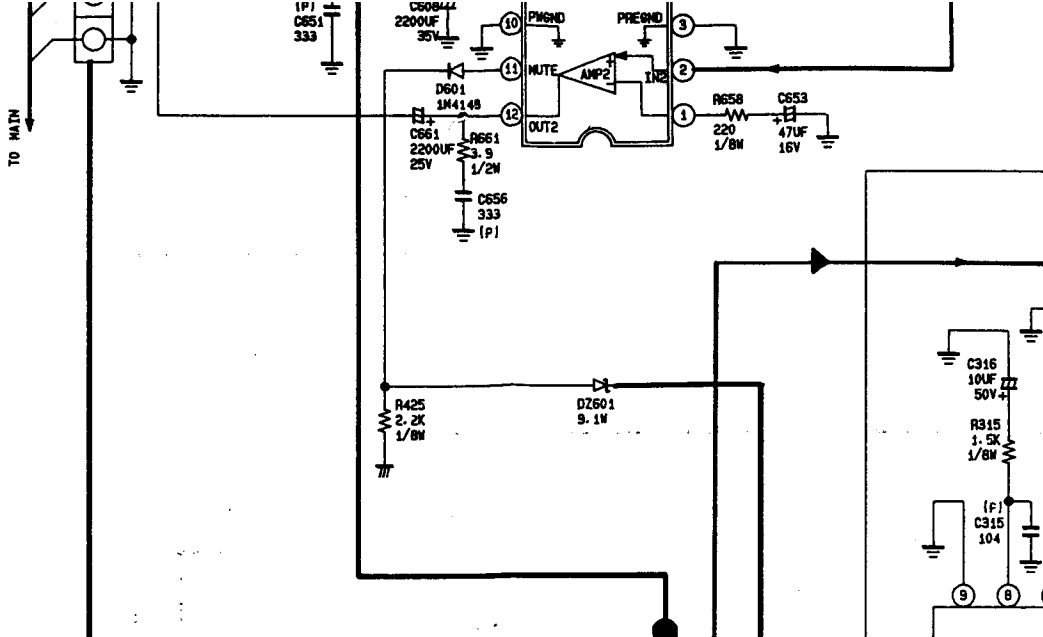 (P)
C651
333
C608
2200UF
35V
10
PWGND
PREGND
3
11
MUTE
AMP2
IN2
2
D601
1N4148
12
OUT2
1
R658
220
1/8W
C653
47UF
16V
+
C661
2200UF
25V
+
R661
3.9
1/2W
C656
333
(P)
TO MAIN
C316
10UF
50V+
R425
2.2K
1/8W
DZ601
9.1W
R315
1.5K
1/8W
(P)
C315
104
9
8